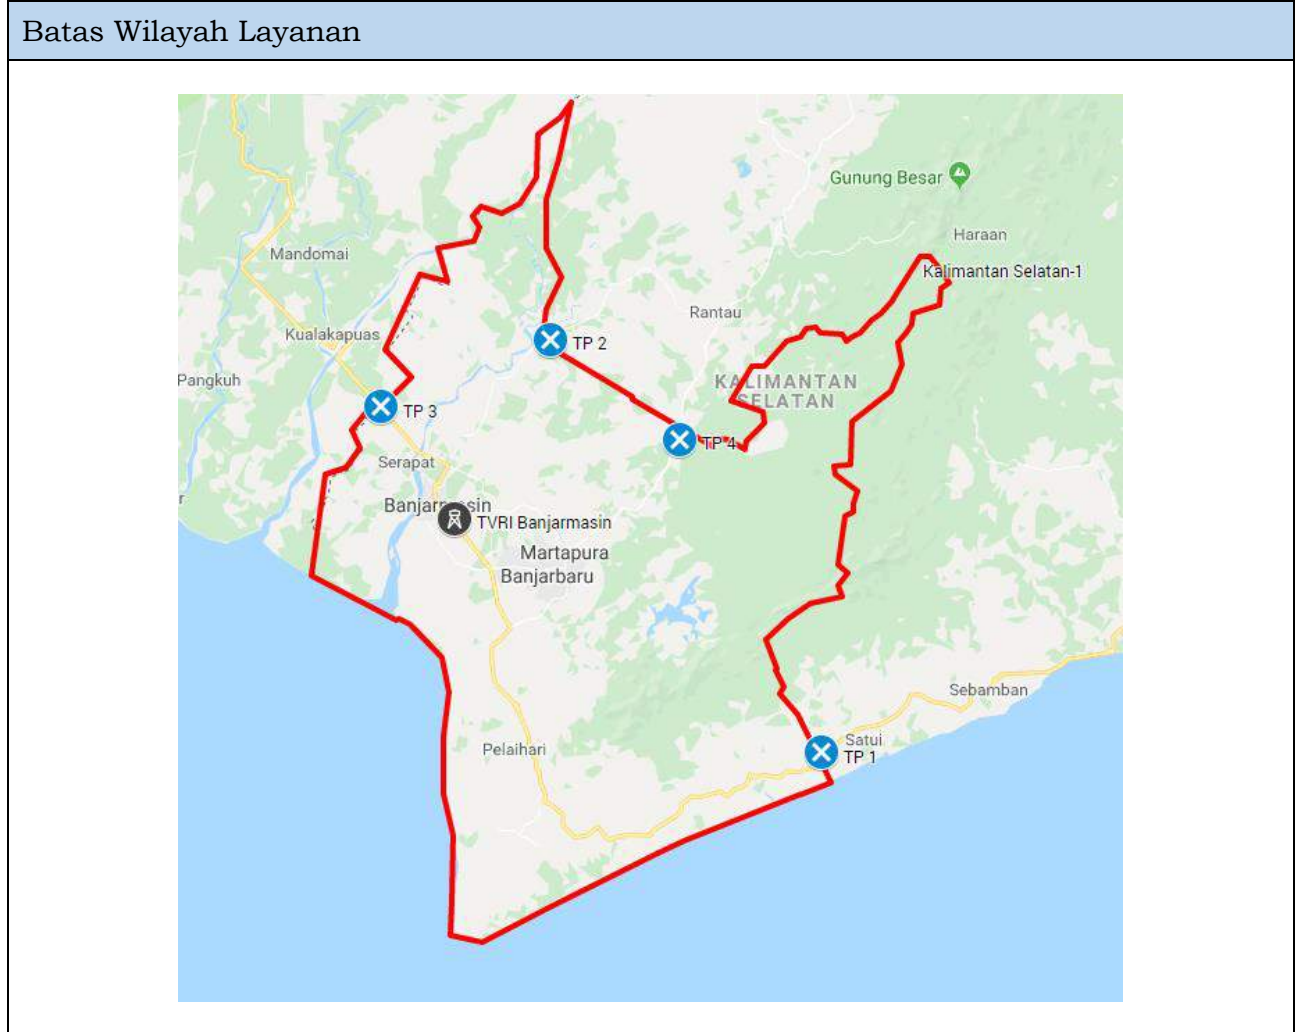 Batas Wilayah Layanan
Gunung Besar
Haraan
Mandomai
Kalimantan Selatan-1
Rantau
Kualakapuas
TP 2
Pangkuh
KALIMANTAN
SELATAN
TP 3
TP 4
Serapat
Banjarmasin
TVRI Banjarmasin
Martapura
Banjarbaru
Sebamban
Pelaihari
Satui
TP 1